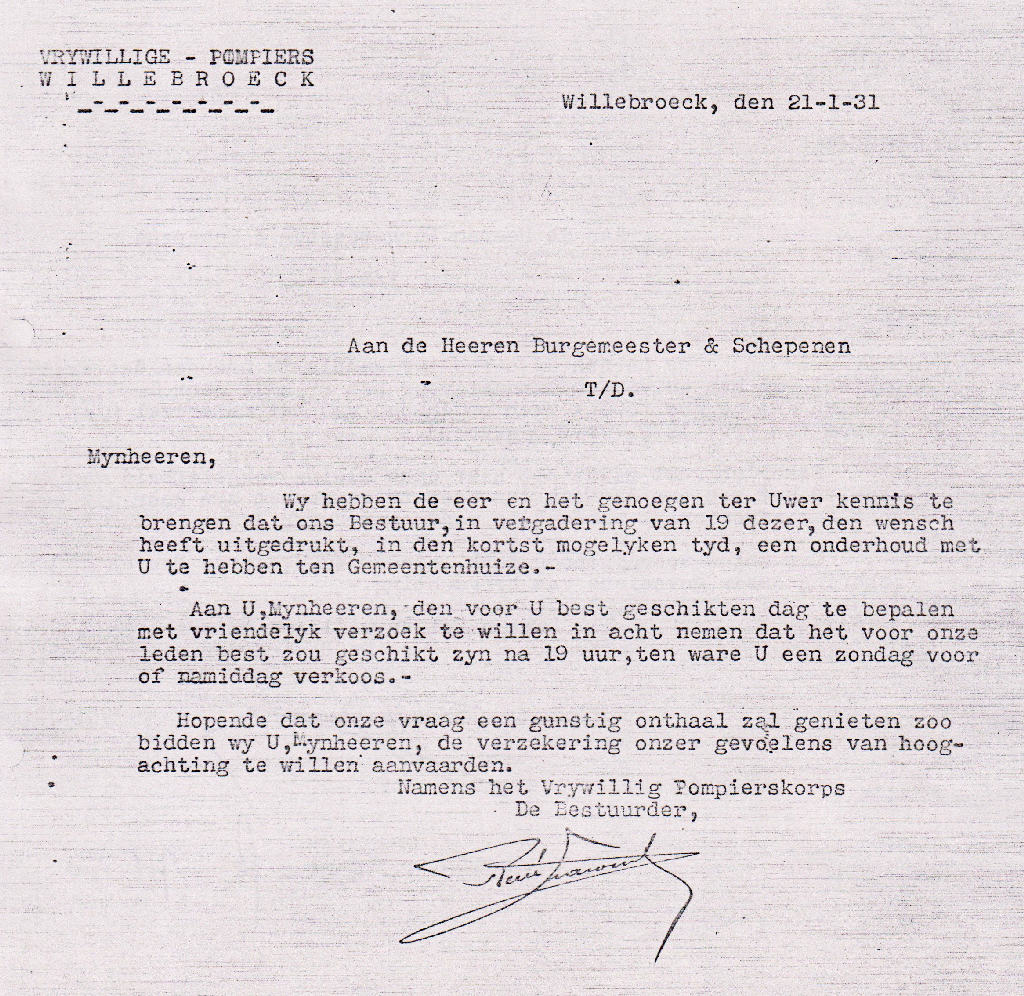 VRYWILLIGE - POMPIERS
WILLEBROECK
Willebroeck, den 21-1-31
Aan de Heeren Burgemeester & Schepenen
T/D.
Mynheeren,
Wy hebben de eer en het genoegen ter Uwer kennis te
brengen dat ons Bestuur,in vergadering van 19 dezer,den wensch
heeft uitgedrukt, in den kortst mogelyken tyd, een onderhoud met
U te hebben ten Gemeentenhuize.-
Aan U,Mynheeren, den voor U best geschikten dag te bepalen
met vriendelyk verzoek te willen in acht nemen dat het voor onze
leden best zou geschikt zyn na 19 uur,ten ware U een zondag voor
of namiddag verkoos.-
Hopende dat onze vraag een gunstig onthaal zal genieten zoo
bidden wy U,Mynheeren, de verzekering onzer gevoelens van hoog-
achting te willen aanvaarden.
Namens het Vrywillig Pompierskorps
De Bestuurder,
René